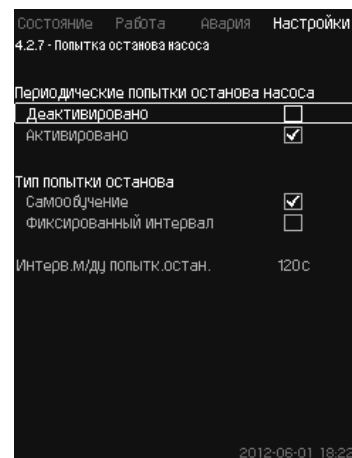 Состояние Работа Авария Настройки
4.2.7 - Попытка останова насоса
Периодические попытки останова насоса
Деактивировано
Активировано
Тип попытки останова
Самообучение
Фиксированный интервал
Интерв.м/ду попытк.остан. 120с
2012-06-01 18:22